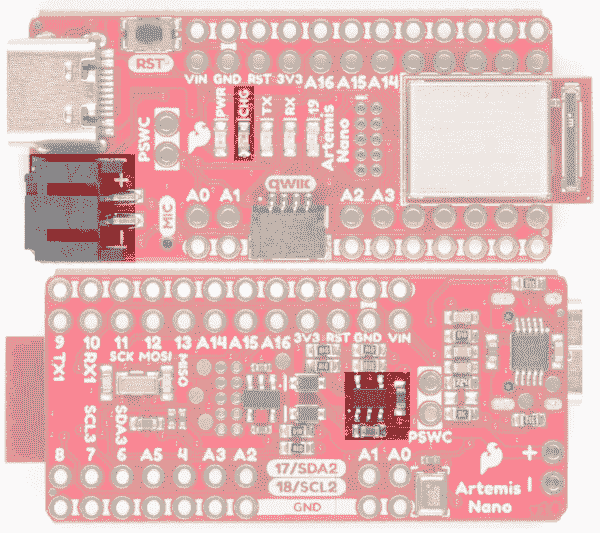 RST
VIN GND RST 3V3 A16 A15 A14
PSWC
PWR
CHG
TX
RX
19
Artemis
Nano
+
qwiic
A0 A1
A2 A3
MIC
–
9 10 11 12 13 A14 A15 A16 3V3 RST GND VIN
TX1 RX1 SCK MOSI MISO
SCL3 SDA3
PSWC
8 7 6 A5 4 A3 A2
A1 A0
17/SDA2
18/SCL2
GND
+
–
Artemis
Nano